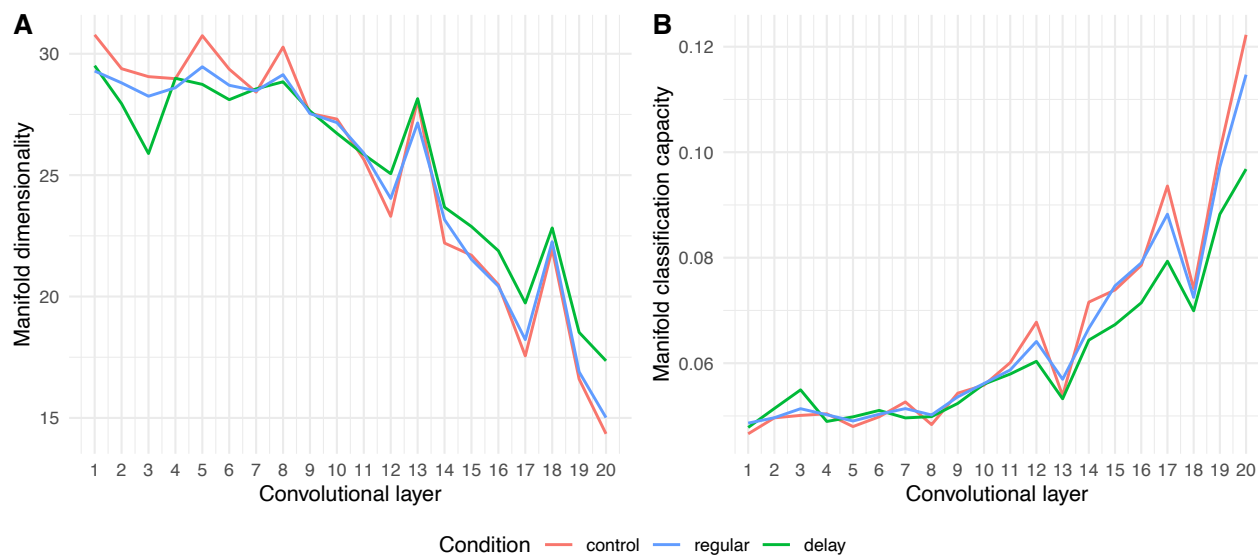 A
Manifold dimensionality
30
25
20
15
1 2 3 4 5 6 7 8 9 10 11 12 13 14 15 16 17 18 19 20
Convolutional layer
B
Manifold classification capacity
0.12
0.10
0.08
0.06
1 2 3 4 5 6 7 8 9 10 11 12 13 14 15 16 17 18 19 20
Convolutional layer
Condition control regular delay